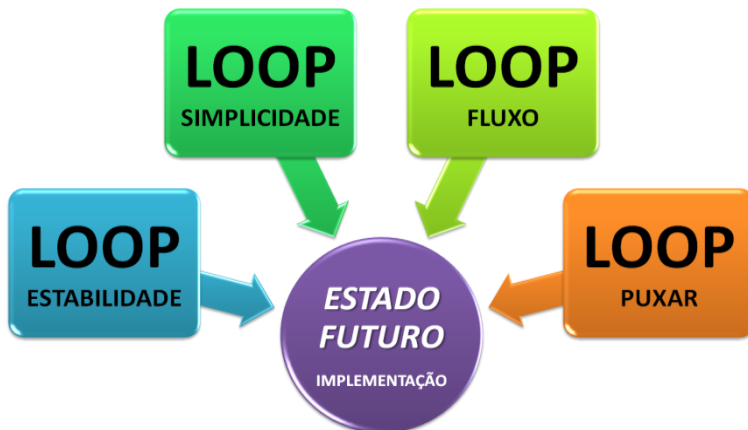 LOOP
SIMPLICIDADE
LOOP
FLUXO
LOOP
ESTABILIDADE
LOOP
PUXAR
ESTADO
FUTURO
IMPLEMENTAÇÃO